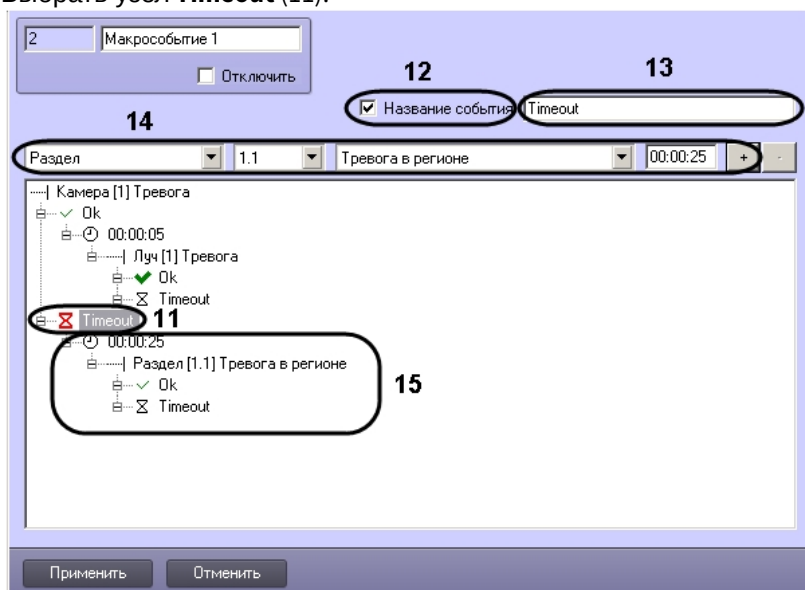 Выбрать узел Timeout (11).
2 Макрособытие 1
Отключить
12 13
Название события Timeout
14
Раздел 1.1 Тревога в регионе 00:00:25 + -
Камера [1] Тревога
Ok
00:00:05
Луч [1] Тревога
Ok
Timeout
Timeout 11
00:00:25
Раздел [1.1] Тревога в регионе
Ok 15
Timeout
Применить Отменить